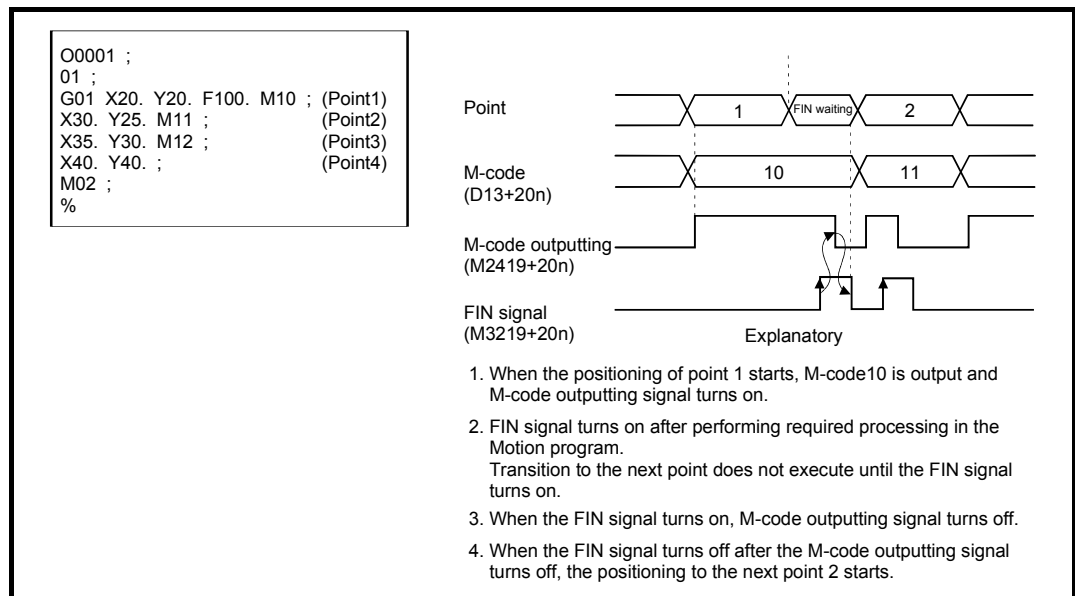 O0001 ;
01 ;
G01 X20. Y20. F100. M10 ; (Point1)
X30. Y25. M11 ; (Point2)
X35. Y30. M12 ; (Point3)
X40. Y40. ; (Point4)
M02 ;
%
Point
1
FIN waiting
2
M-code
(D13+20n)
10
11
M-code outputting
(M2419+20n)
FIN signal
(M3219+20n)
Explanatory
1. When the positioning of point 1 starts, M-code10 is output and
M-code outputting signal turns on.
2. FIN signal turns on after performing required processing in the
Motion program.
Transition to the next point does not execute until the FIN signal
turns on.
3. When the FIN signal turns on, M-code outputting signal turns off.
4. When the FIN signal turns off after the M-code outputting signal
turns off, the positioning to the next point 2 starts.